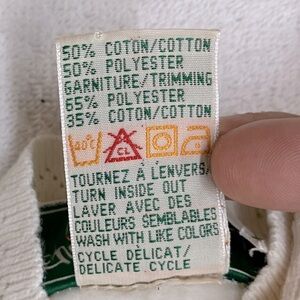 50% COTON/COTTON
50% POLYESTER
GARNITURE/TRIMMING
65% POLYESTER
35% COTON/COTTON
40°C CL
TOURNEZ À L'ENVERS/
TURN INSIDE OUT
LAVER AVEC DES
COULEURS SEMBLABLES
WASH WITH LIKE COLORS
CYCLE DÉLICAT/
DELICATE CYCLE